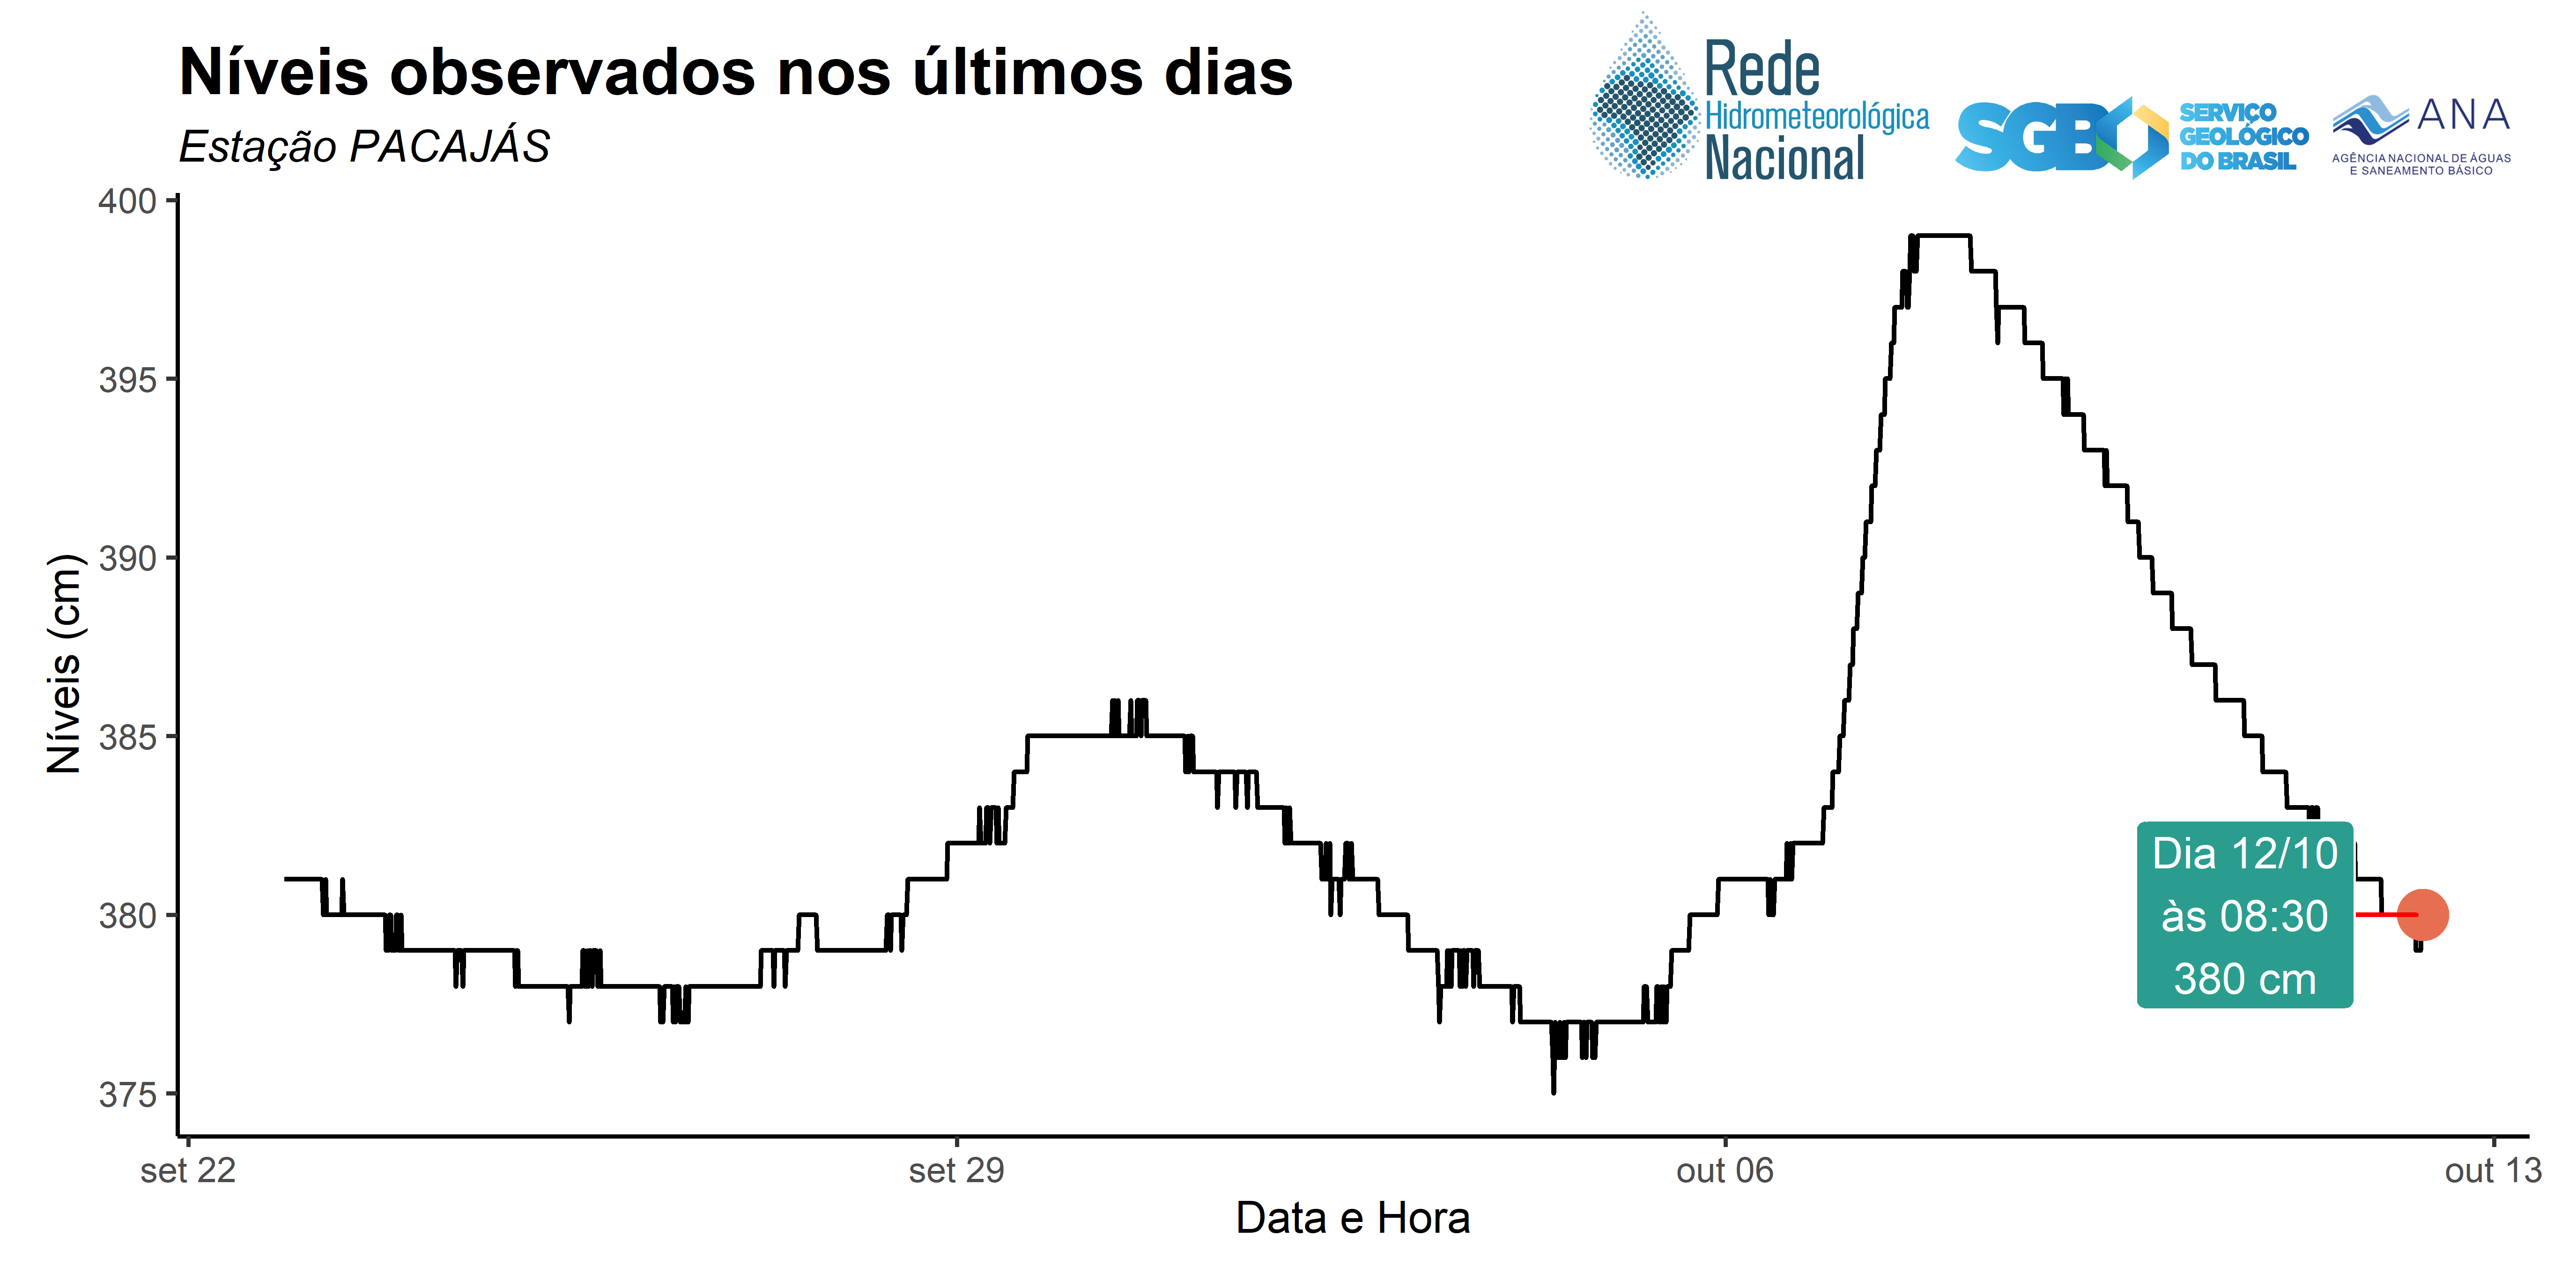 Níveis observados nos últimos dias
Estação PACAJÁS
Rede
Hidrometeorológica
Nacional
SGB
SERVIÇO
GEOLÓGICO
DO BRASIL
ANA
AGÊNCIA NACIONAL DE ÁGUAS
E SANEAMENTO BÁSICO
Níveis (cm)
400
395
390
385
380
375
Dia 12/10
às 08:30
380 cm
set 22
set 29
out 06
out 13
Data e Hora